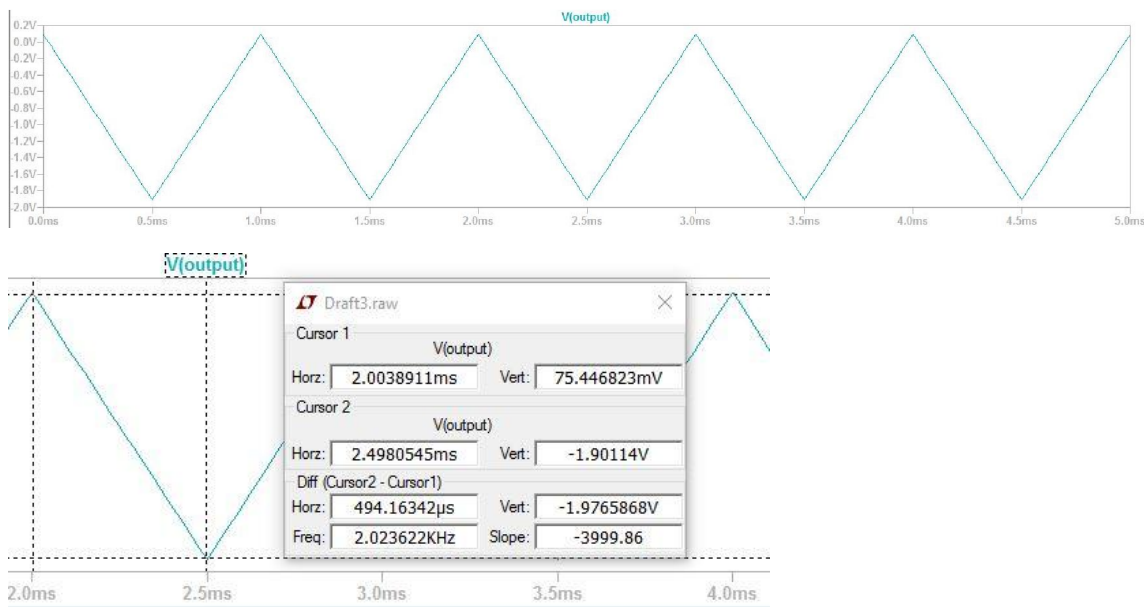 V(output)
0.2V
0.0V
-0.2V
-0.4V
-0.6V
-0.8V
-1.0V
-1.2V
-1.4V
-1.6V
-1.8V
-2.0V
0.0ms 0.5ms 1.0ms 1.5ms 2.0ms 2.5ms 3.0ms 3.5ms 4.0ms 4.5ms 5.0ms
V(output)
Draft3.raw
Cursor 1
V(output)
Horz: 2.0038911ms Vert: 75.446823mV
Cursor 2
V(output)
Horz: 2.4980545ms Vert: -1.90114V
Diff (Cursor2 - Cursor1)
Horz: 494.16342µs Vert: -1.9765868V
Freq: 2.023622KHz Slope: -3999.86
2.0ms 2.5ms 3.0ms 3.5ms 4.0ms